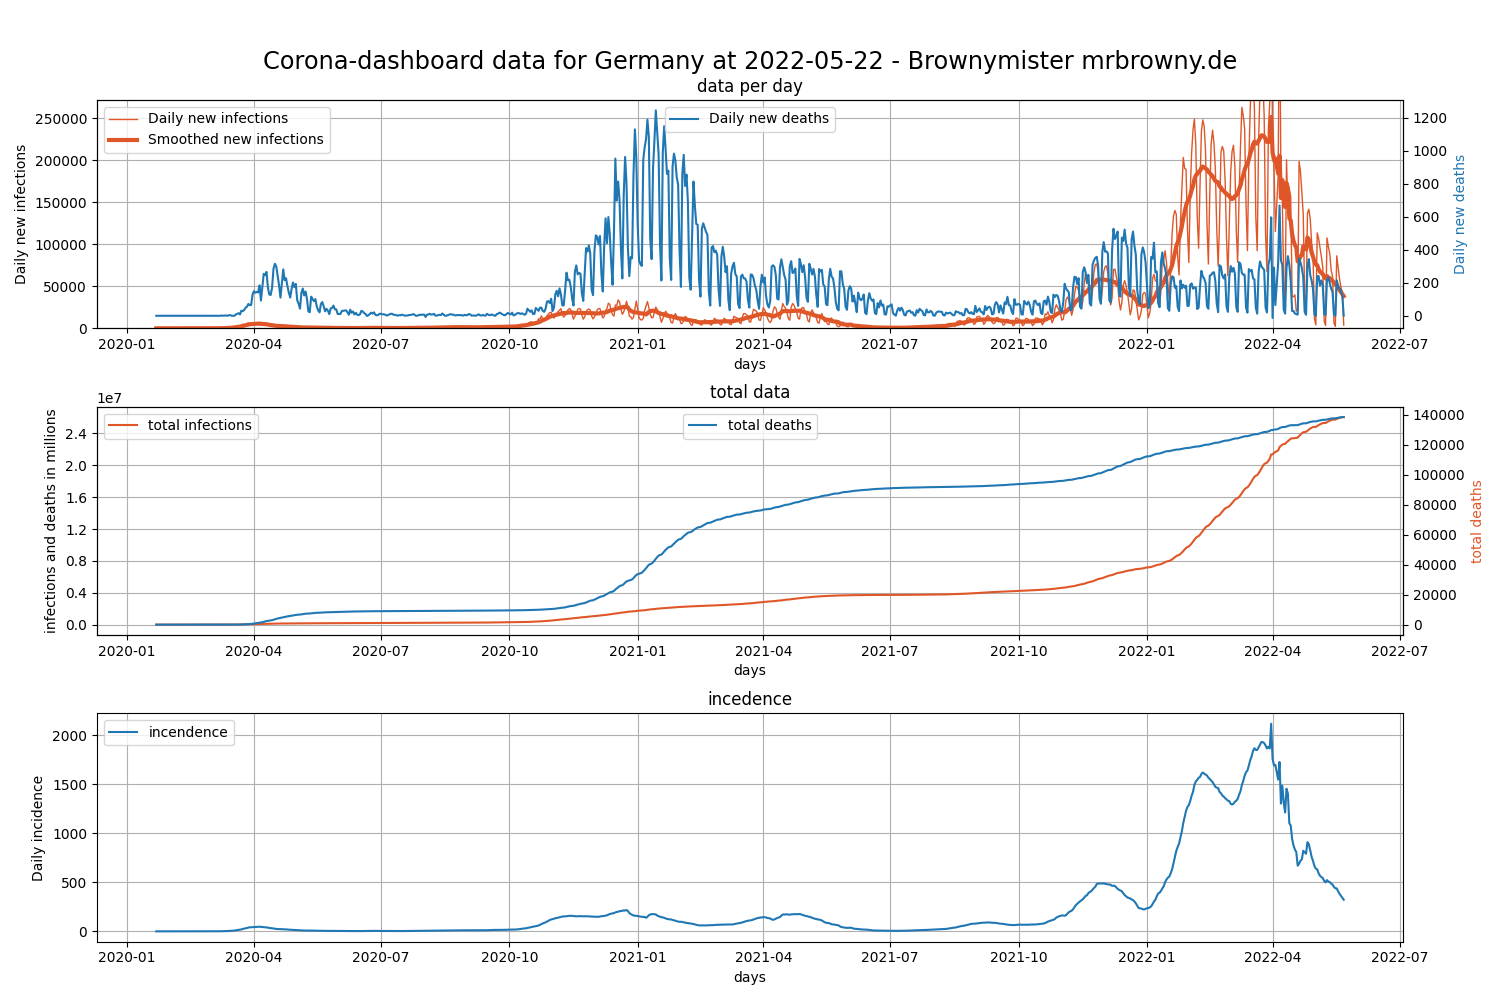 Corona-dashboard data for Germany at 2022-05-22 - Brownymister mrbrowny.de
data per day
Daily new infections
Smoothed new infections
Daily new deaths
Daily new infections
250000
200000
150000
100000
50000
0
1200
1000
800
600
400
200
0
Daily new deaths
2020-01 2020-04 2020-07 2020-10 2021-01 2021-04 2021-07 2021-10 2022-01 2022-04 2022-07
days
total data
1e7
total infections
total deaths
infections and deaths in millions
2.4
2.0
1.6
1.2
0.8
0.4
0.0
140000
120000
100000
80000
60000
40000
20000
0
total deaths
2020-01 2020-04 2020-07 2020-10 2021-01 2021-04 2021-07 2021-10 2022-01 2022-04 2022-07
days
incedence
incendence
Daily incidence
2000
1500
1000
500
0
2020-01 2020-04 2020-07 2020-10 2021-01 2021-04 2021-07 2021-10 2022-01 2022-04 2022-07
days